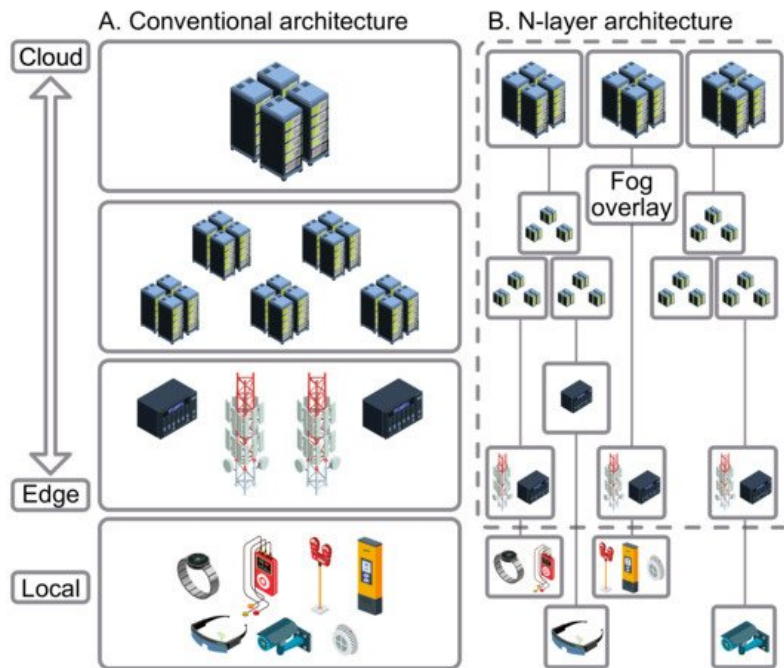 A. Conventional architecture
B. N-layer architecture
Cloud
Fog
overlay
Edge
Local